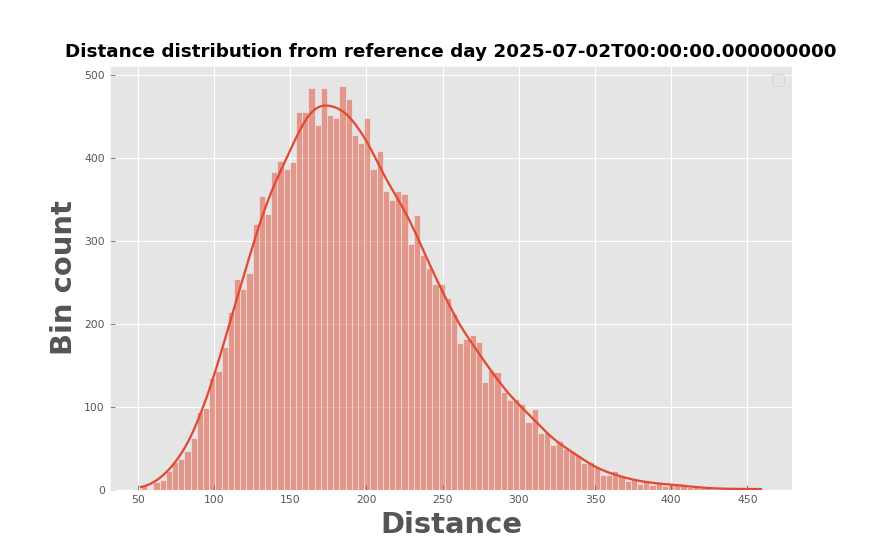 Distance distribution from reference day 2025-07-02T00:00:00.000000000
500
400
300
200
100
0
Bin count
50 100 150 200 250 300 350 400 450
Distance